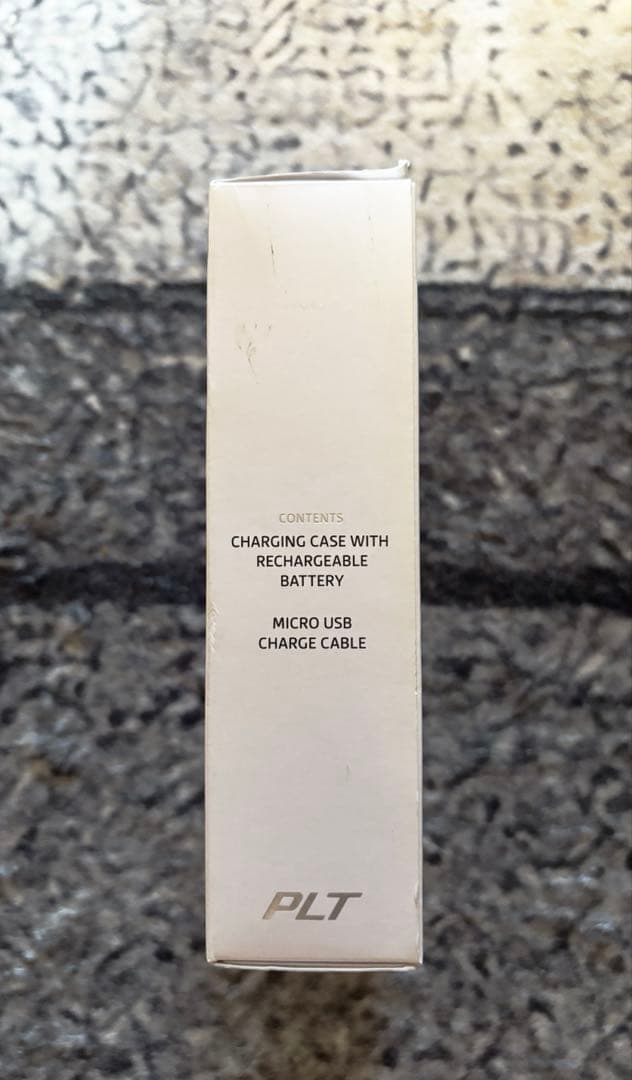 CONTENTS
CHARGING CASE WITH
RECHARGEABLE
BATTERY
MICRO USB
CHARGE CABLE
PLT